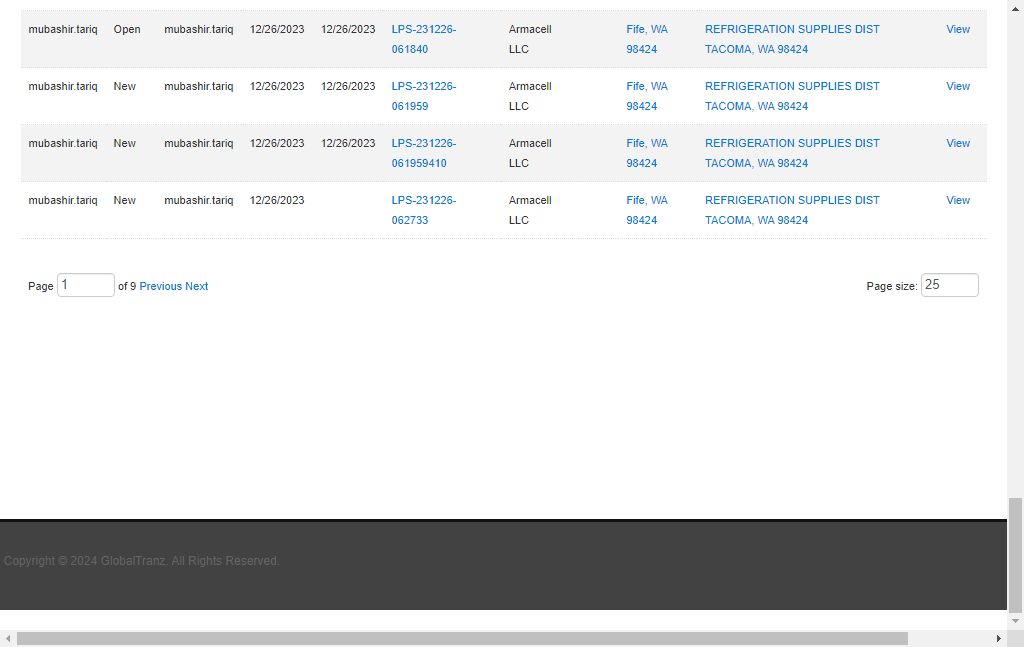 mubashir.tariq Open mubashir.tariq 12/26/2023 12/26/2023 LPS-231226- Armacell Fife, WA REFRIGERATION SUPPLIES DIST View
061840 LLC 98424 TACOMA, WA 98424
mubashir.tariq New mubashir.tariq 12/26/2023 12/26/2023 LPS-231226- Armacell Fife, WA REFRIGERATION SUPPLIES DIST View
061959 LLC 98424 TACOMA, WA 98424
mubashir.tariq New mubashir.tariq 12/26/2023 12/26/2023 LPS-231226- Armacell Fife, WA REFRIGERATION SUPPLIES DIST View
061959410 LLC 98424 TACOMA, WA 98424
mubashir.tariq New mubashir.tariq 12/26/2023 LPS-231226- Armacell Fife, WA REFRIGERATION SUPPLIES DIST View
062733 LLC 98424 TACOMA, WA 98424
Page 1 of 9 Previous Next Page size: 25
Copyright © 2024 GlobalTranz. All Rights Reserved.